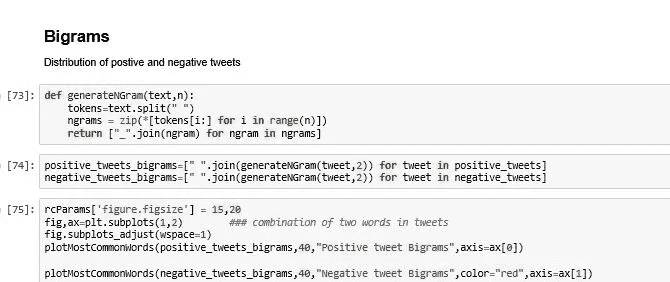 Bigrams
Distribution of postive and negative tweets
[73]: def generateNGram(text,n):
tokens=text.split(" ")
ngrams = zip(*[tokens[i:] for i in range(n)])
return ["_".join(ngram) for ngram in ngrams]
[74]: positive_tweets_bigrams=[" ".join(generateNGram(tweet,2)) for tweet in positive_tweets]
negative_tweets_bigrams=[" ".join(generateNGram(tweet,2)) for tweet in negative_tweets]
[75]: rcParams['figure.figsize'] = 15,20
fig,ax=plt.subplots(1,2) ### combination of two words in tweets
fig.subplots_adjust(wspace=1)
plotMostCommonWords(positive_tweets_bigrams,40,"Positive tweet Bigrams",axis=ax[0])
plotMostCommonWords(negative_tweets_bigrams,40,"Negative tweet Bigrams",color="red",axis=ax[1])